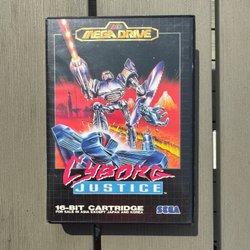 MEGA DRIVE
CYBORG
JUSTICE
16-BIT CARTRIDGE
FOR SALE IN ASIA EXCEPT JAPAN AND KOREA
SEGA